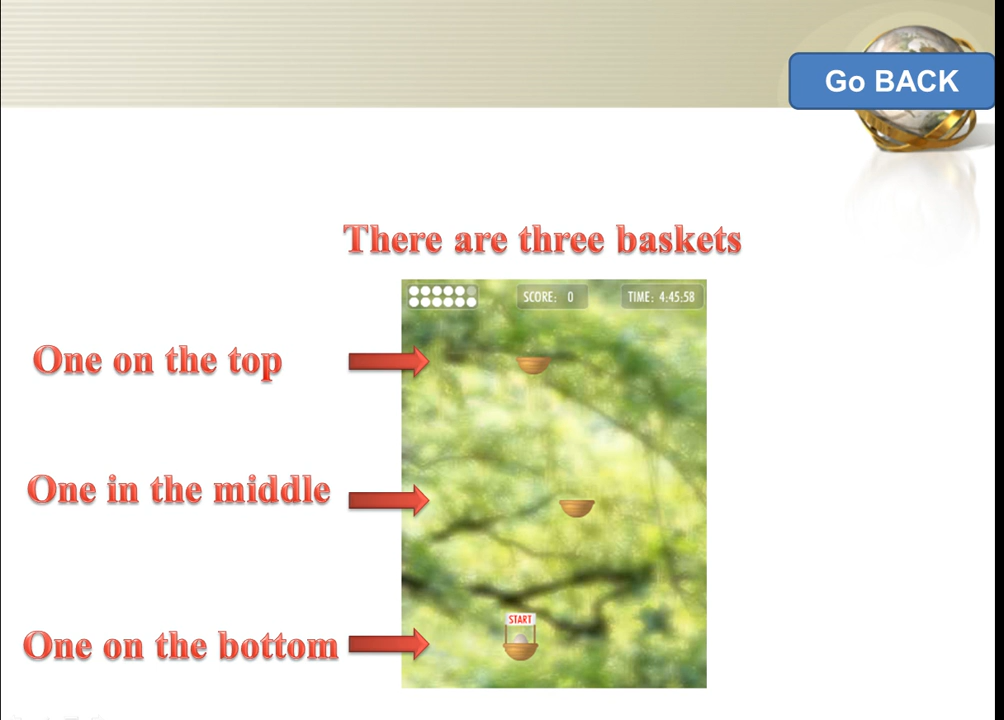 Go BACK
There are three baskets
SCORE: 0
TIME: 4:45:58
One on the top
One in the middle
START
One on the bottom